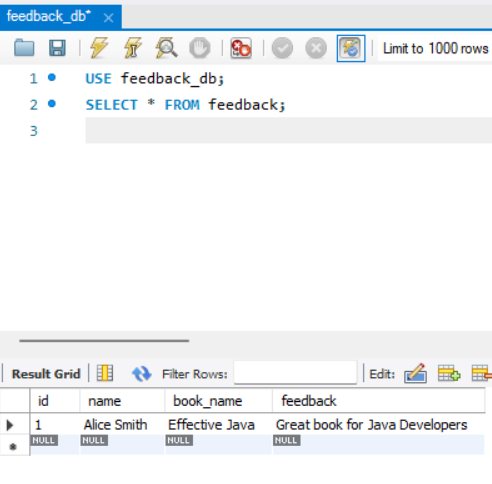 feedback_db*
Limit to 1000 rows
1 USE feedback_db;
2 SELECT * FROM feedback;
3
Result Grid Filter Rows: Edit:
id name book_name feedback
1 Alice Smith Effective Java Great book for Java Developers
NULL NULL NULL NULL